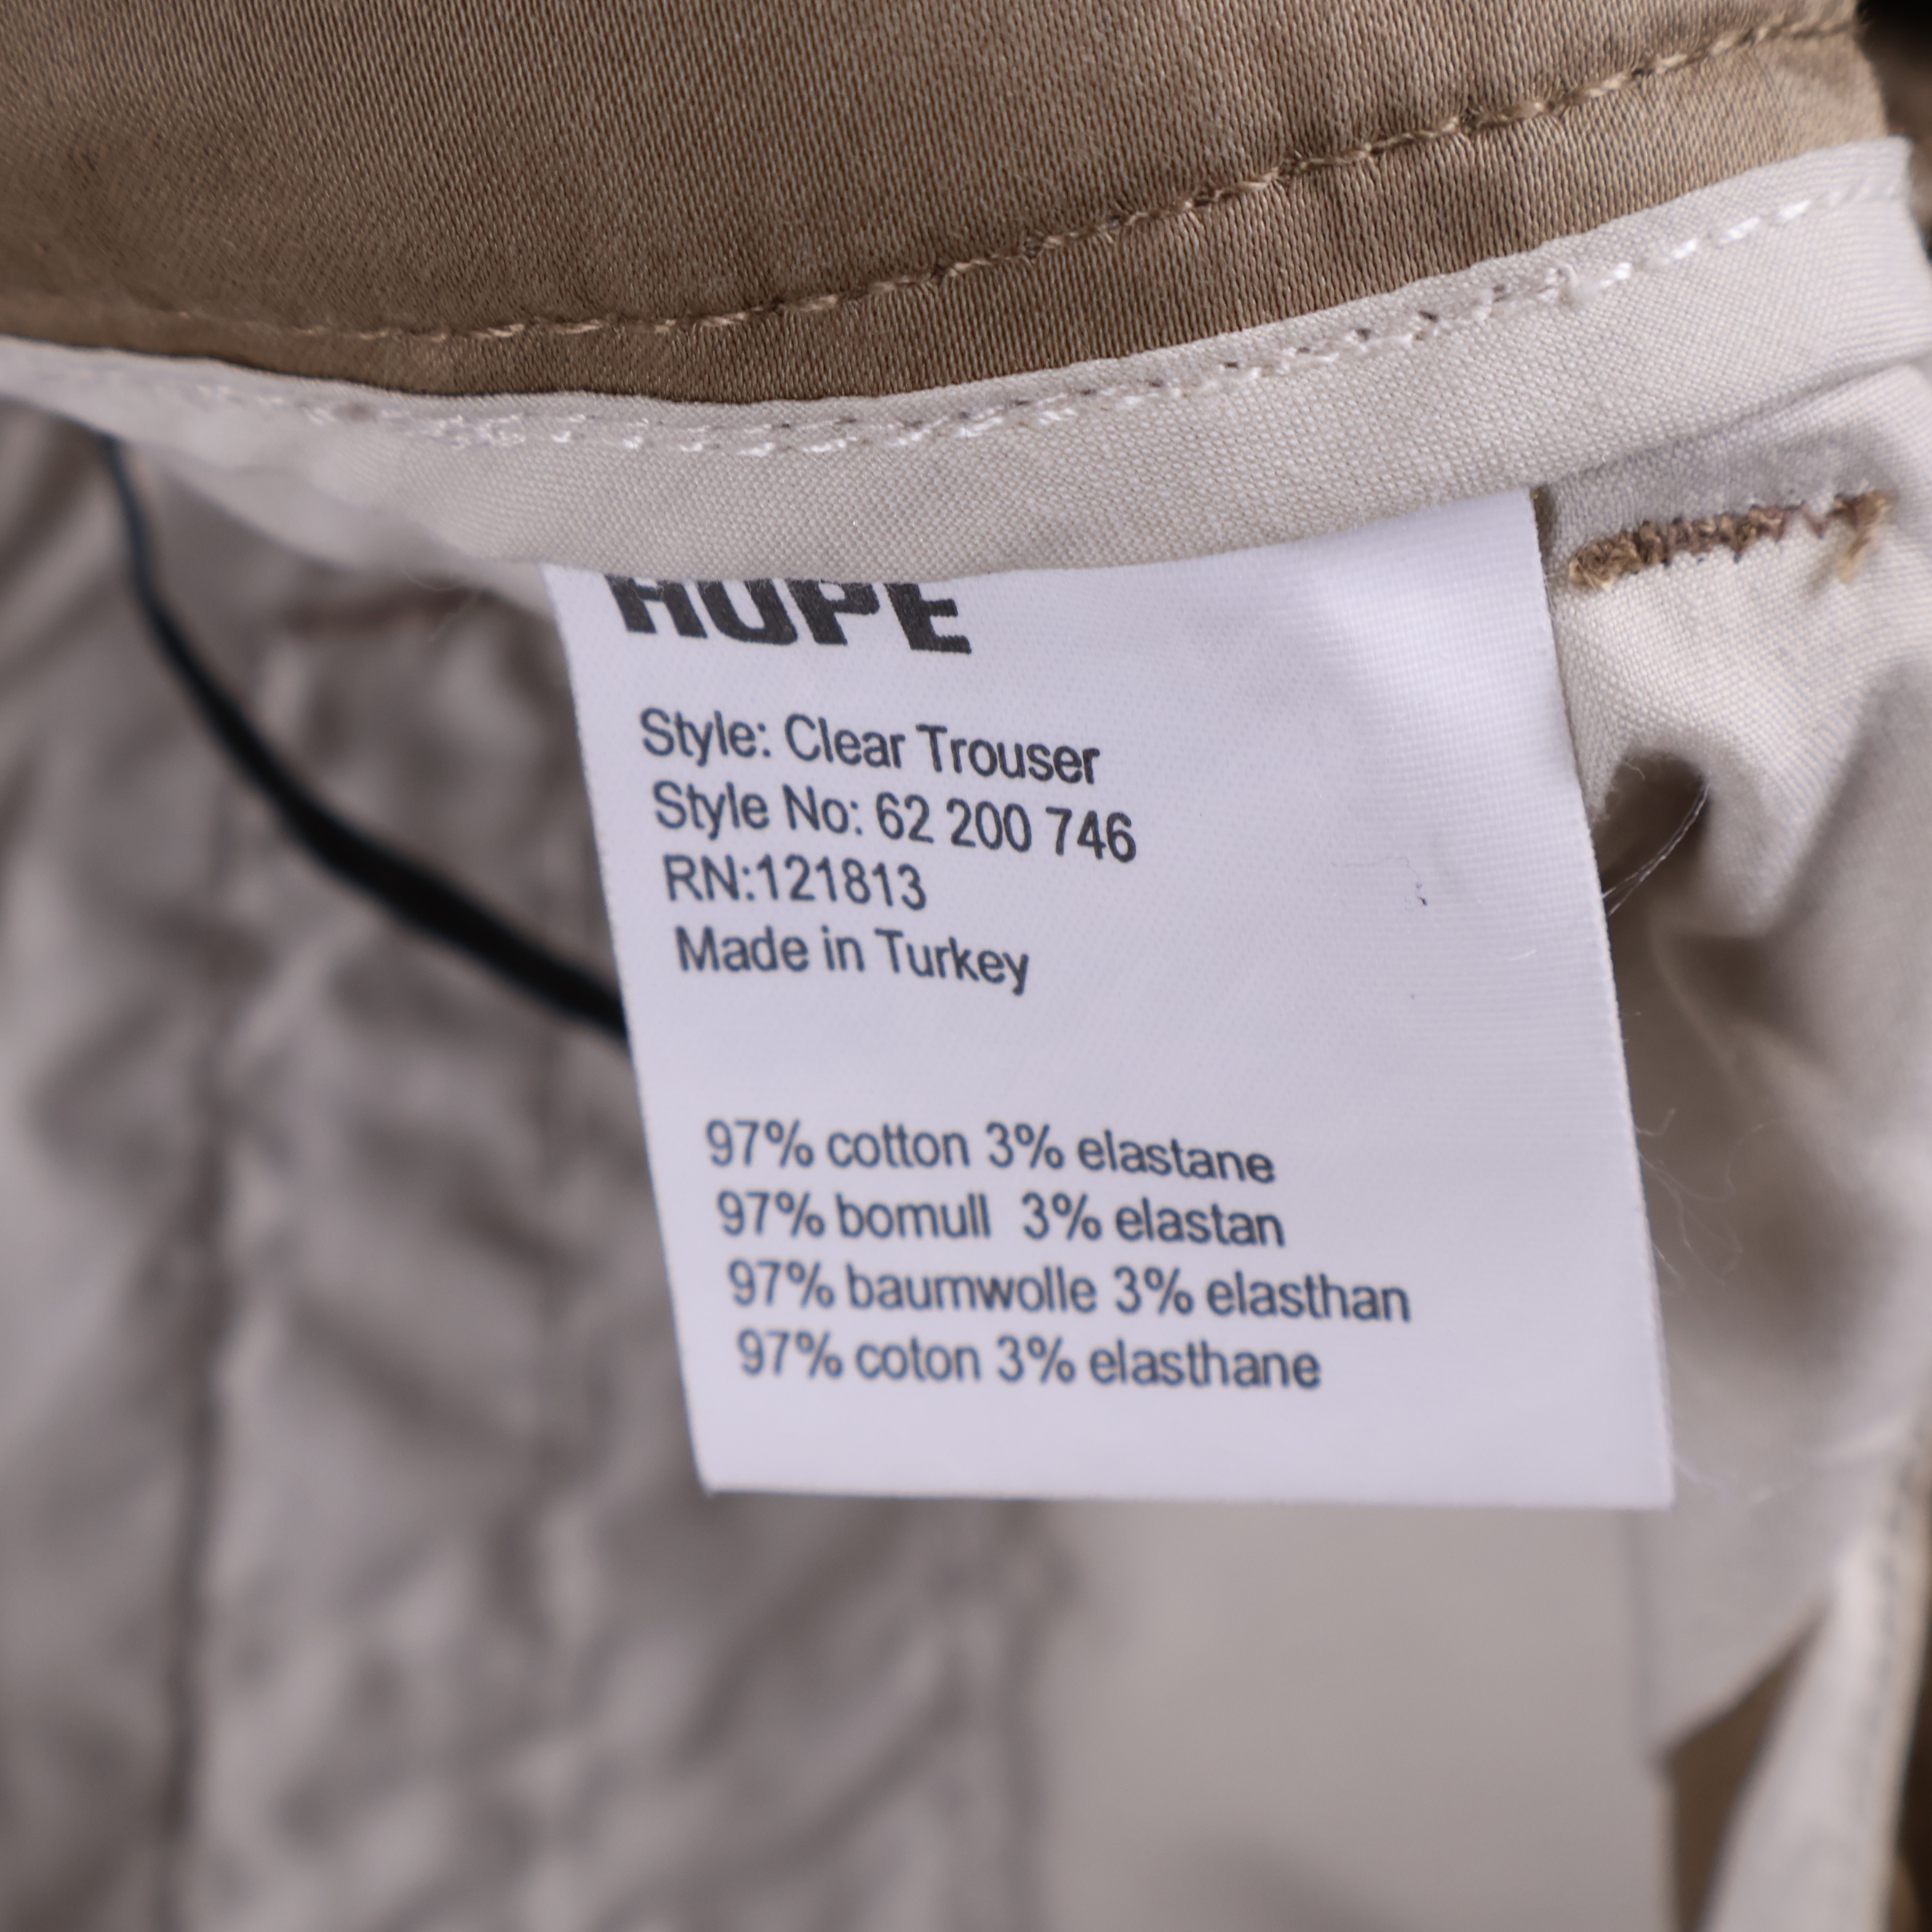 HOPE
Style: Clear Trouser
Style No: 62 200 746
RN:121813
Made in Turkey
97% cotton 3% elastane
97% bomull 3% elastan
97% baumwolle 3% elasthan
97% coton 3% elasthane